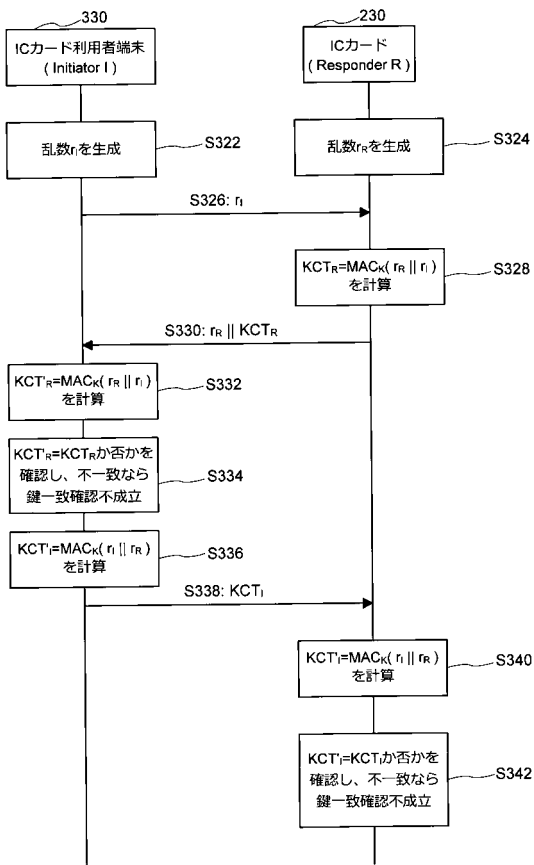 330
230
ICカード利用者端末
( Initiator I )
ICカード
( Responder R )
乱数rIを生成
S322
乱数rRを生成
S324
S326: rI
KCTR=MACK( rR || rI )
を計算
S328
S330: rR || KCTR
KCT'R=MACK( rR || rI )
を計算
S332
KCT'R=KCTRか否かを
確認し、不一致なら
鍵一致確認不成立
S334
KCT'I=MACK( rI || rR )
を計算
S336
S338: KCTI
KCT'I=MACK( rI || rR )
を計算
S340
KCT'I=KCTIか否かを
確認し、不一致なら
鍵一致確認不成立
S342